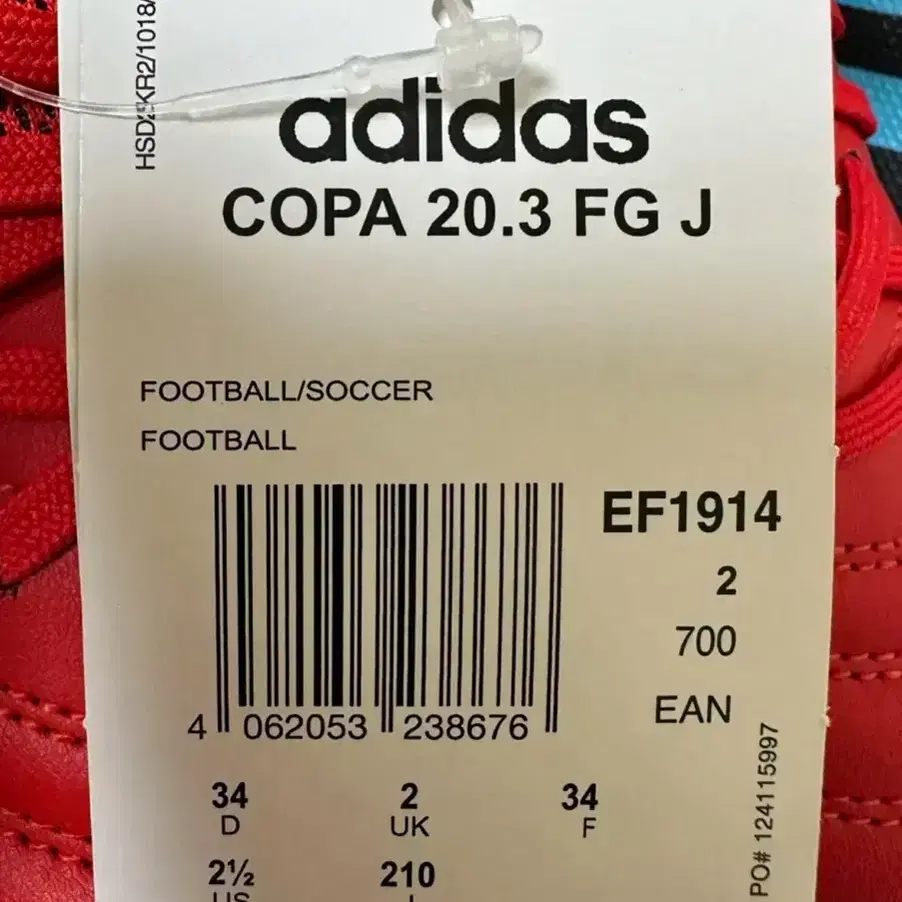 adidas
COPA 20.3 FG J
FOOTBALL/SOCCER
FOOTBALL
EF1914
2
700
EAN
4 062053 238676
34 2 34
D UK F
2½ 210
US J
PO# 124115997